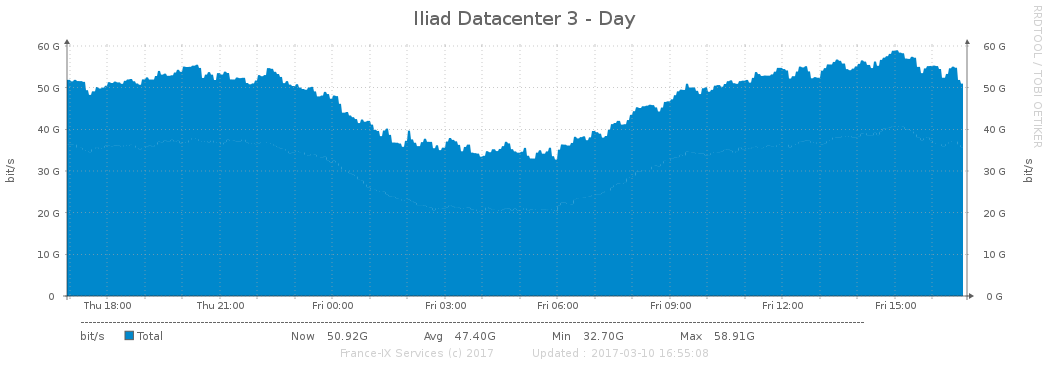 Iliad Datacenter 3 - Day
RRDTOOL / TOBI OETIKER
60 G 60 G
50 G 50 G
40 G 40 G
30 G 30 G
20 G 20 G
10 G 10 G
0 0 G
bit/s
bit/s
Thu 18:00 Thu 21:00 Fri 00:00 Fri 03:00 Fri 06:00 Fri 09:00 Fri 12:00 Fri 15:00
bit/s Total Now 50.92G Avg 47.40G Min 32.70G Max 58.91G
France-IX Services (c) 2017 Updated : 2017-03-10 16:55:08